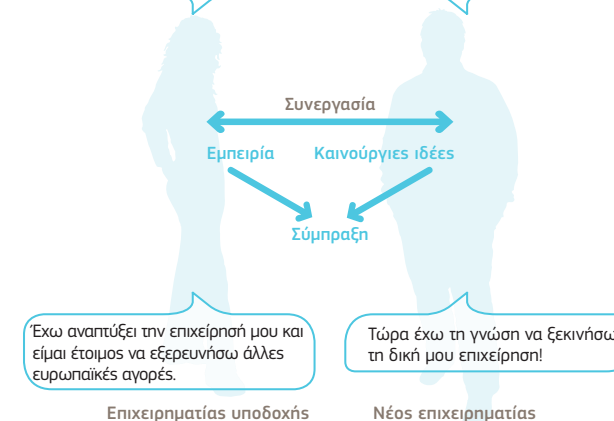 Συνεργασία
Εμπειρία
Καινούργιες ιδέες
Σύμπραξη
Έχω αναπτύξει την επιχείρησή μου και
είμαι έτοιμος να εξερευνήσω άλλες
ευρωπαϊκές αγορές.
Τώρα έχω τη γνώση να ξεκινήσω
τη δική μου επιχείρηση!
Επιχειρηματίας υποδοχής
Νέος επιχειρηματίας